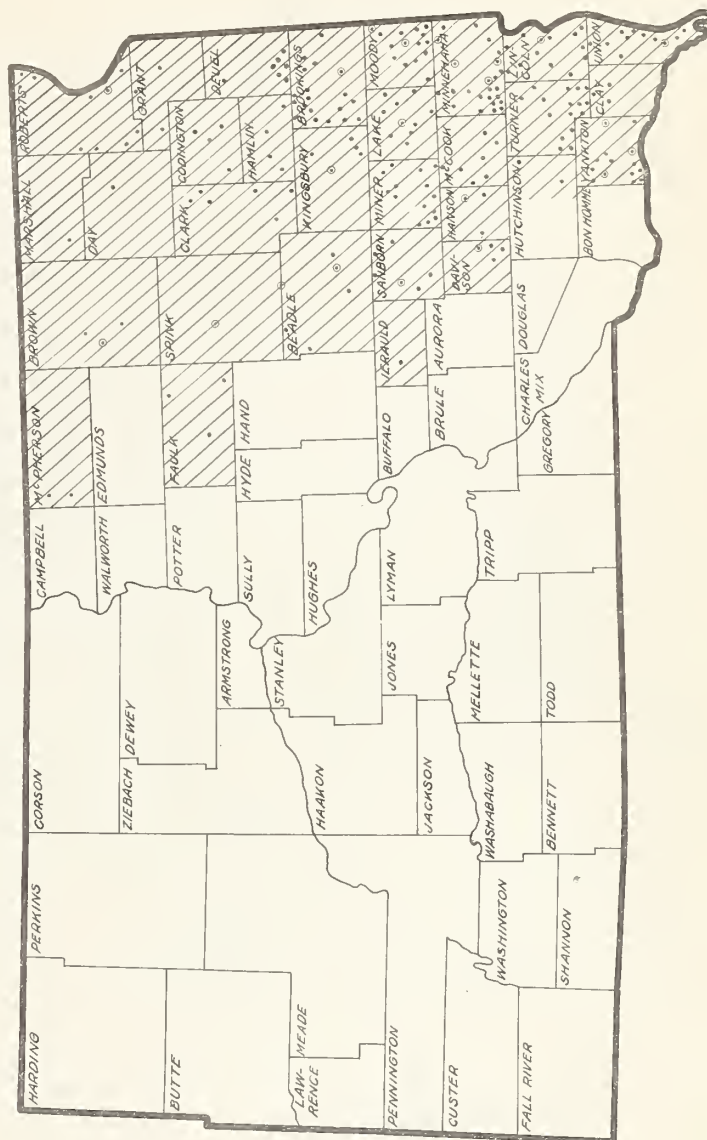 HARDING
PERKINS
CORSON
CAMPBELL
MCPHERSON
BROWN
MARSHALL
ROBERTS
WALWORTH
EDMUNDS
DAY
GRANT
BUTTE
ZIEBACH
DEWEY
POTTER
FAULK
SPINK
CLARK
CODINGTON
DEUEL
ARMSTRONG
SULLY
HYDE
HAND
HAMLIN
LAW-
RENCE
MEADE
STANLEY
HUGHES
BEADLE
KINGSBURY
BROOKINGS
HAAKON
PENNINGTON
JACKSON
JONES
LYMAN
BUFFALO
JERAULD
SANBORN
MINER
LAKE
MOODY
CUSTER
BRULE
AURORA
DAVI-
SON
HANSON
MCCOOK
MINNEHAHA
WASHINGTON
WASHABAUGH
MELLETTE
TRIPP
FALL RIVER
SHANNON
BENNETT
TODD
GREGORY
CHARLES
MIX
DOUGLAS
HUTCHINSON
TURNER
LIN-
COLN
BON HOMME
YANKTON
CLAY
UNION